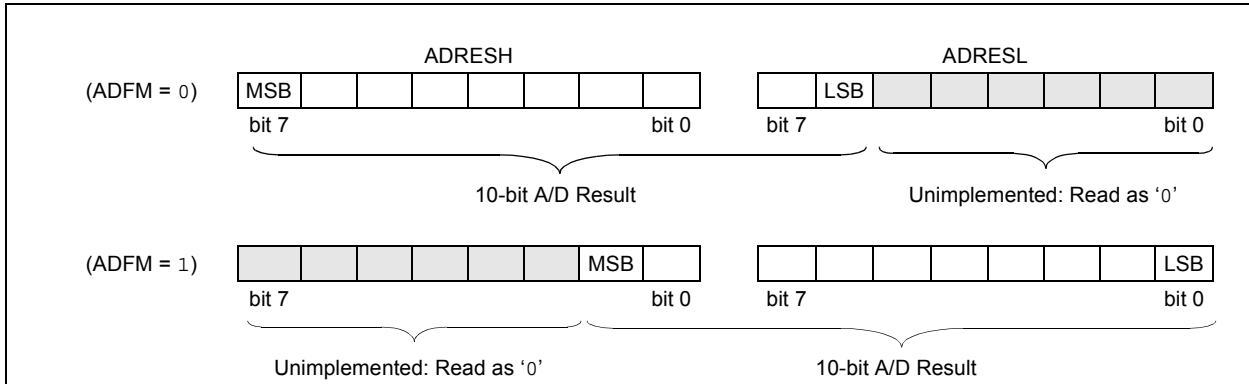 ADRESH ADRESL
(ADFM = 0) MSB LSB
bit 7 bit 0 bit 7 bit 0
10-bit A/D Result Unimplemented: Read as ‘0’
(ADFM = 1) MSB LSB
bit 7 bit 0 bit 7 bit 0
Unimplemented: Read as ‘0’ 10-bit A/D Result